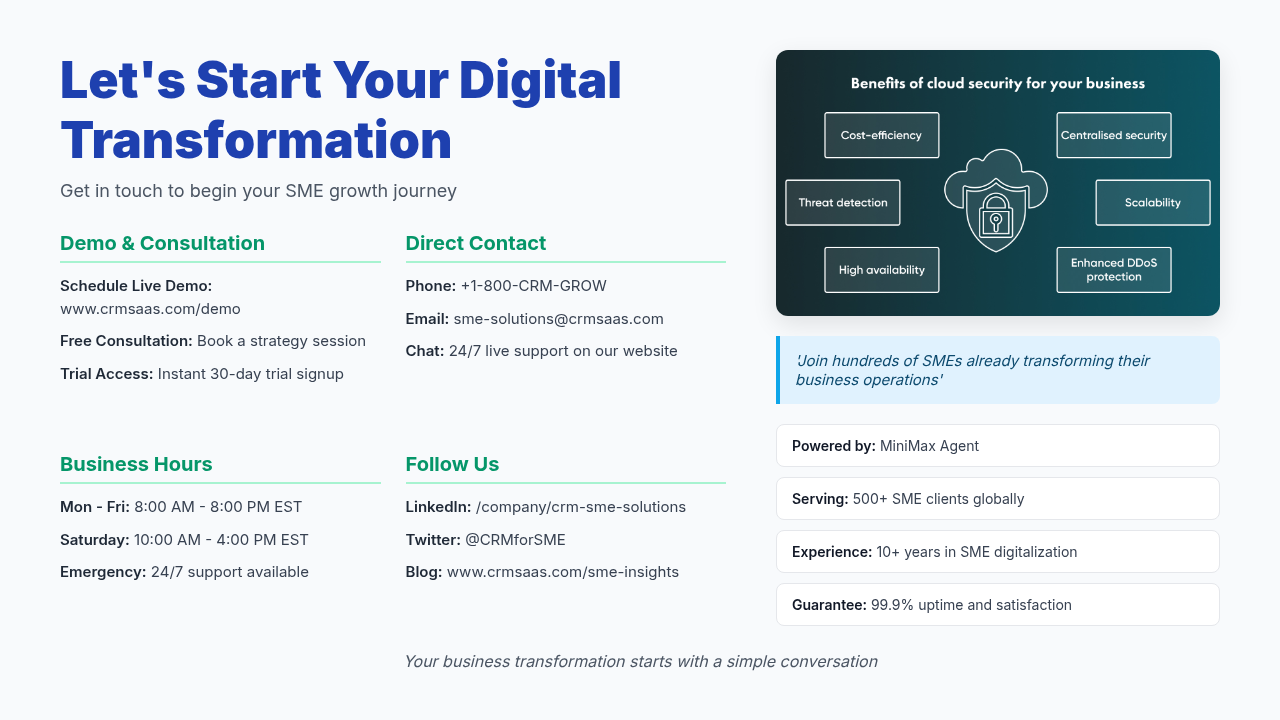 Let's Start Your Digital
Transformation
Get in touch to begin your SME growth journey
Demo & Consultation
Schedule Live Demo:
www.crmsaas.com/demo
Free Consultation: Book a strategy session
Trial Access: Instant 30-day trial signup
Direct Contact
Phone: +1-800-CRM-GROW
Email: sme-solutions@crmsaas.com
Chat: 24/7 live support on our website
Business Hours
Mon - Fri: 8:00 AM - 8:00 PM EST
Saturday: 10:00 AM - 4:00 PM EST
Emergency: 24/7 support available
Follow Us
LinkedIn: /company/crm-sme-solutions
Twitter: @CRMforSME
Blog: www.crmsaas.com/sme-insights
Benefits of cloud security for your business
Cost-efficiency
Centralised security
Threat detection
Scalability
High availability
Enhanced DDoS
protection
'Join hundreds of SMEs already transforming their
business operations'
Powered by: MiniMax Agent
Serving: 500+ SME clients globally
Experience: 10+ years in SME digitalization
Guarantee: 99.9% uptime and satisfaction
Your business transformation starts with a simple conversation